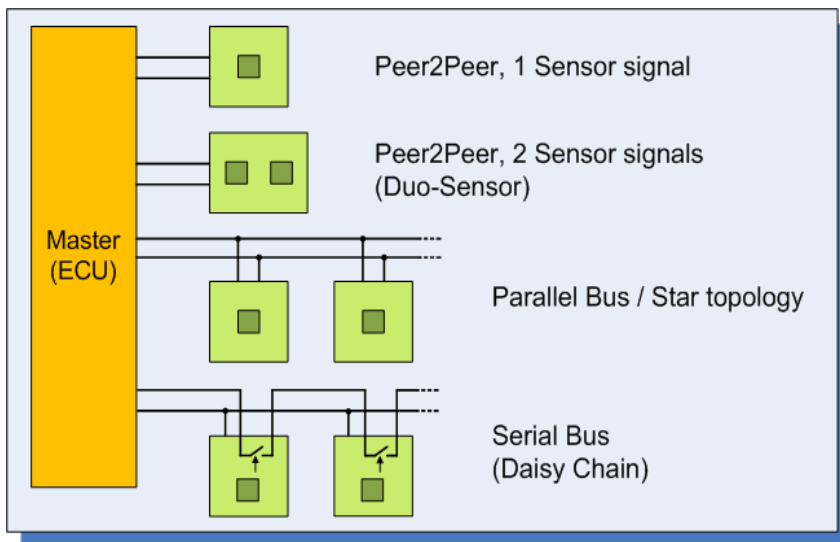 Peer2Peer, 1 Sensor signal
Peer2Peer, 2 Sensor signals
(Duo-Sensor)
Master
(ECU)
Parallel Bus / Star topology
Serial Bus
(Daisy Chain)